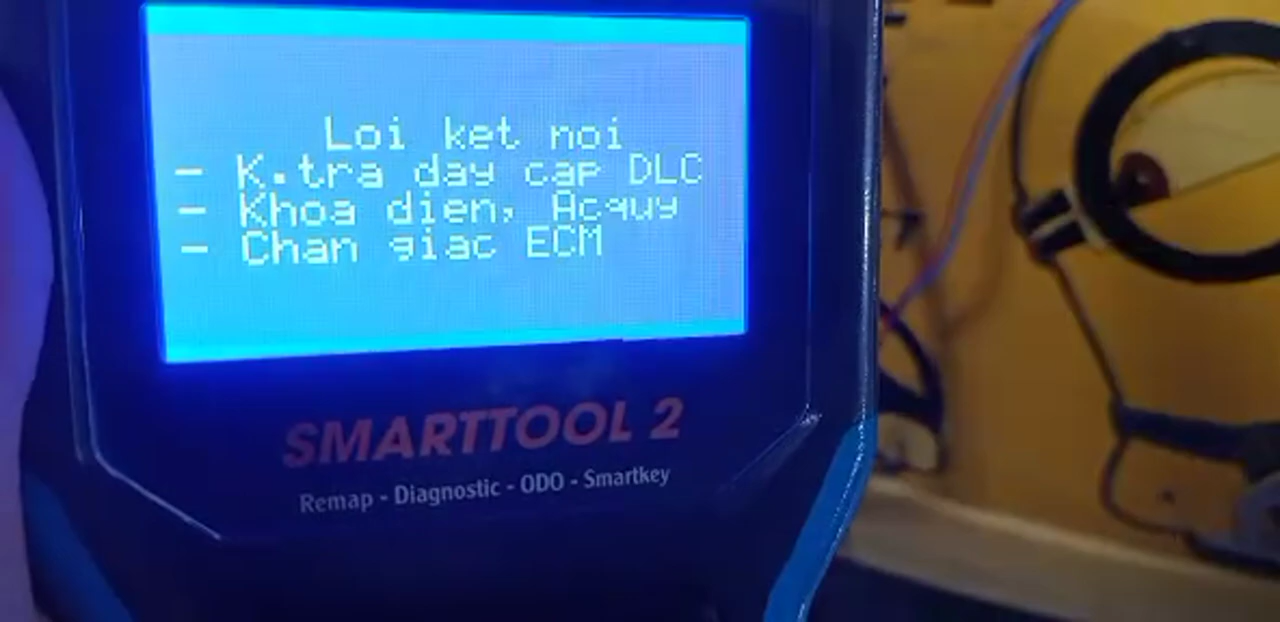 Loi ket noi
- K.tra day cap DLC
- Khoa dien, Acquy
- Chan giac ECM
SMARTTOOL 2
Remap - Diagnostic - ODO - Smartkey